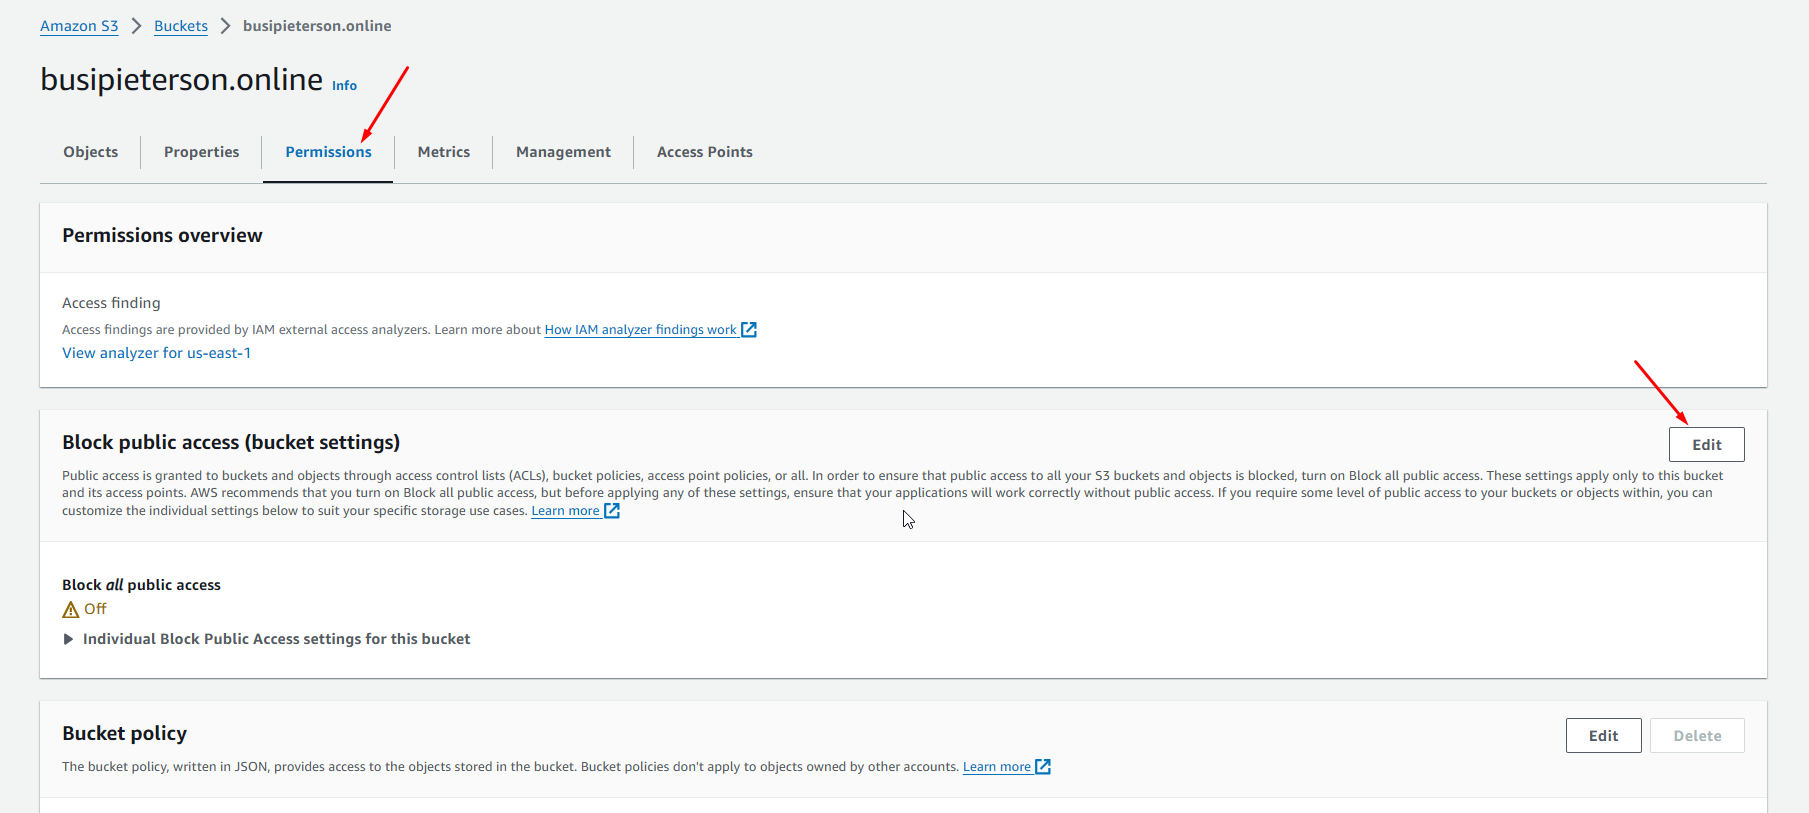 Amazon S3 > Buckets > busipieterson.online
busipieterson.online Info
Objects Properties Permissions Metrics Management Access Points
Permissions overview
Access finding
Access findings are provided by IAM external access analyzers. Learn more about How IAM analyzer findings work
View analyzer for us-east-1
Block public access (bucket settings) Edit
Public access is granted to buckets and objects through access control lists (ACLs), bucket policies, access point policies, or all. In order to ensure that public access to all your S3 buckets and objects is blocked, turn on Block all public access. These settings apply only to this bucket
and its access points. AWS recommends that you turn on Block all public access, but before applying any of these settings, ensure that your applications will work correctly without public access. If you require some level of public access to your buckets or objects within, you can
customize the individual settings below to suit your specific storage use cases. Learn more
Block all public access
Off
Individual Block Public Access settings for this bucket
Bucket policy Edit Delete
The bucket policy, written in JSON, provides access to the objects stored in the bucket. Bucket policies don't apply to objects owned by other accounts. Learn more